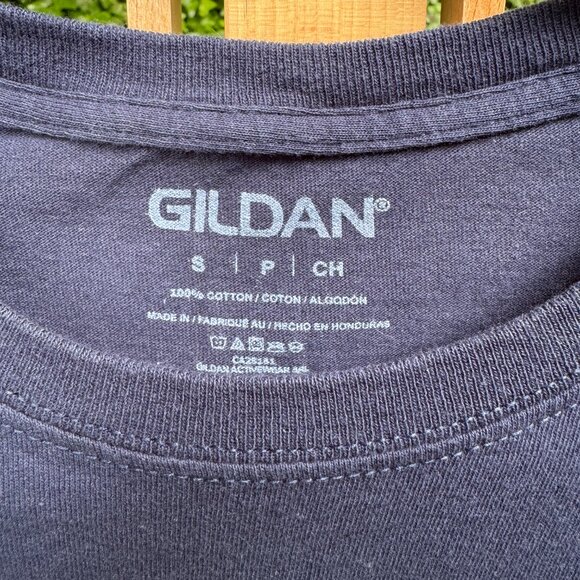 GILDAN®
S | P | CH
100% COTTON / COTON / ALGODÓN
MADE IN / FABRIQUÉ AU / HECHO EN HONDURAS
CA28181
GILDAN ACTIVEWEAR SRL